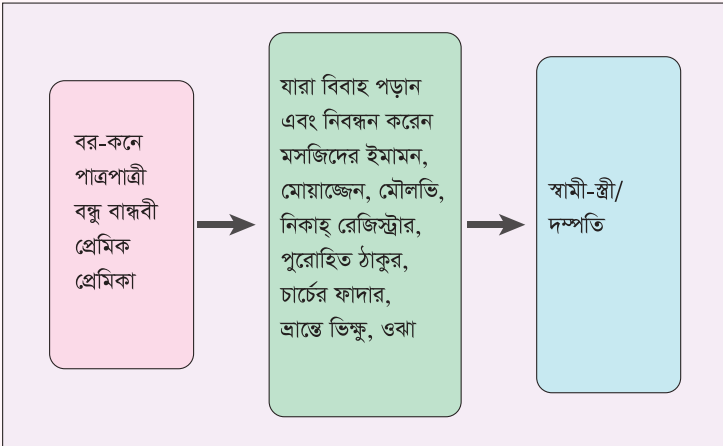 বর-কনে
পাত্রপাত্রী
বন্ধু বান্ধবী
প্রেমিক
প্রেমিকা
যারা বিবাহ পড়ান
এবং নিবন্ধন করেন
মসজিদের ইমামন,
মোয়াজ্জেন, মৌলভি,
নিকাহ্ রেজিস্ট্রার,
পুরোহিত ঠাকুর,
চার্চের ফাদার,
ভ্রান্তে ভিক্ষু, ওঝা
স্বামী-স্ত্রী/
দম্পতি